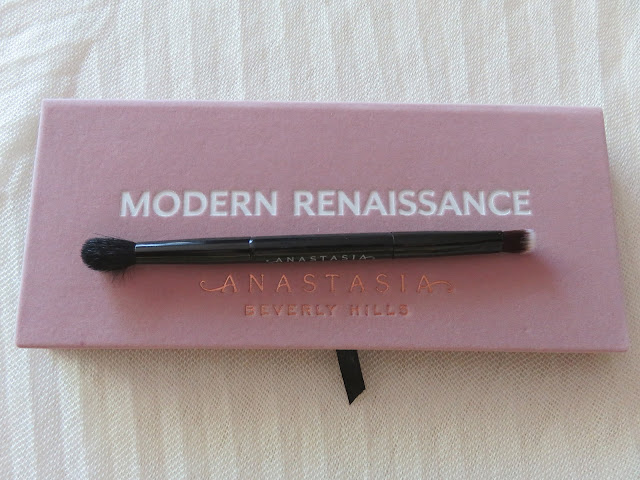 MODERN RENAISSANCE
ANASTASIA
ANASTASIA
BEVERLY HILLS